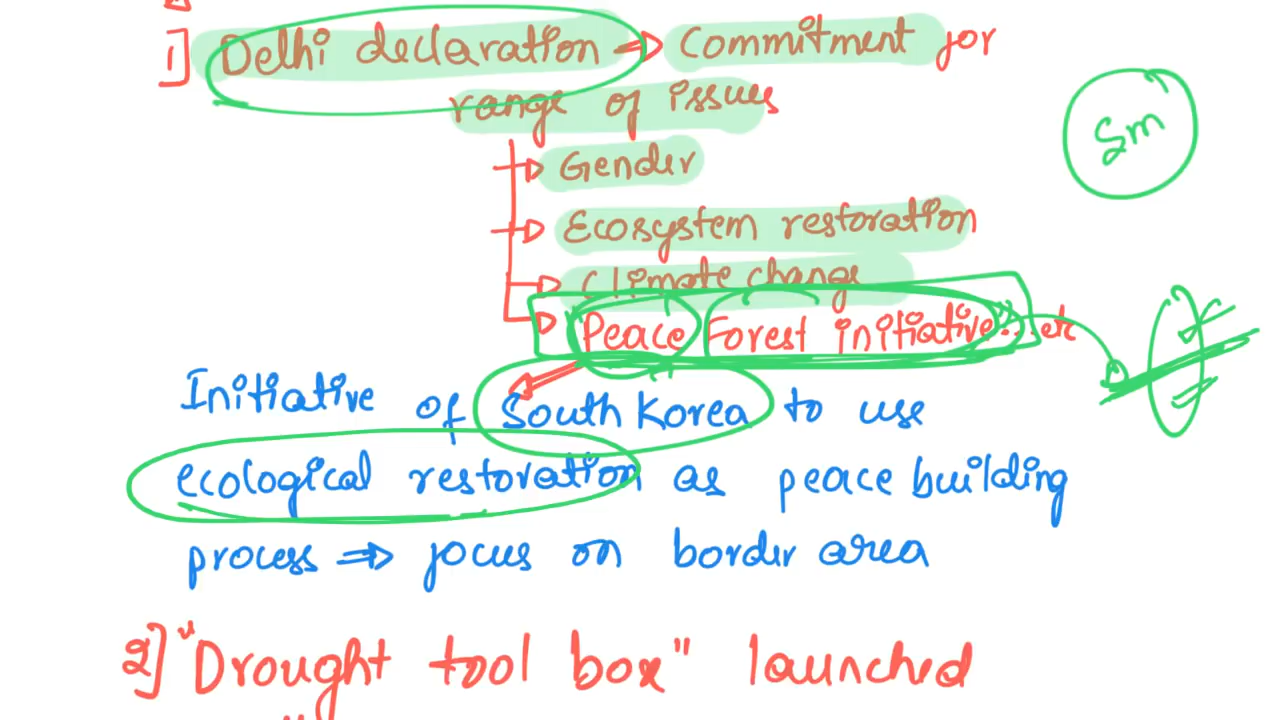 1] Delhi declaration → Commitment for
range of issues
→ Gender
→ Ecosystem restoration
→ Climate change
→ Peace Forest initiative"...etc
Initiative of South Korea to use
ecological restoration as peace building
process ⇒ focus on border area
2] "Drought tool box" launched